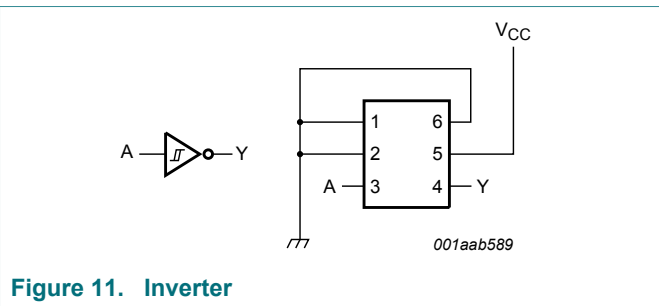 VCC
1 6
A Y 2 5
A 3 4 Y
001aab589
Figure 11. Inverter